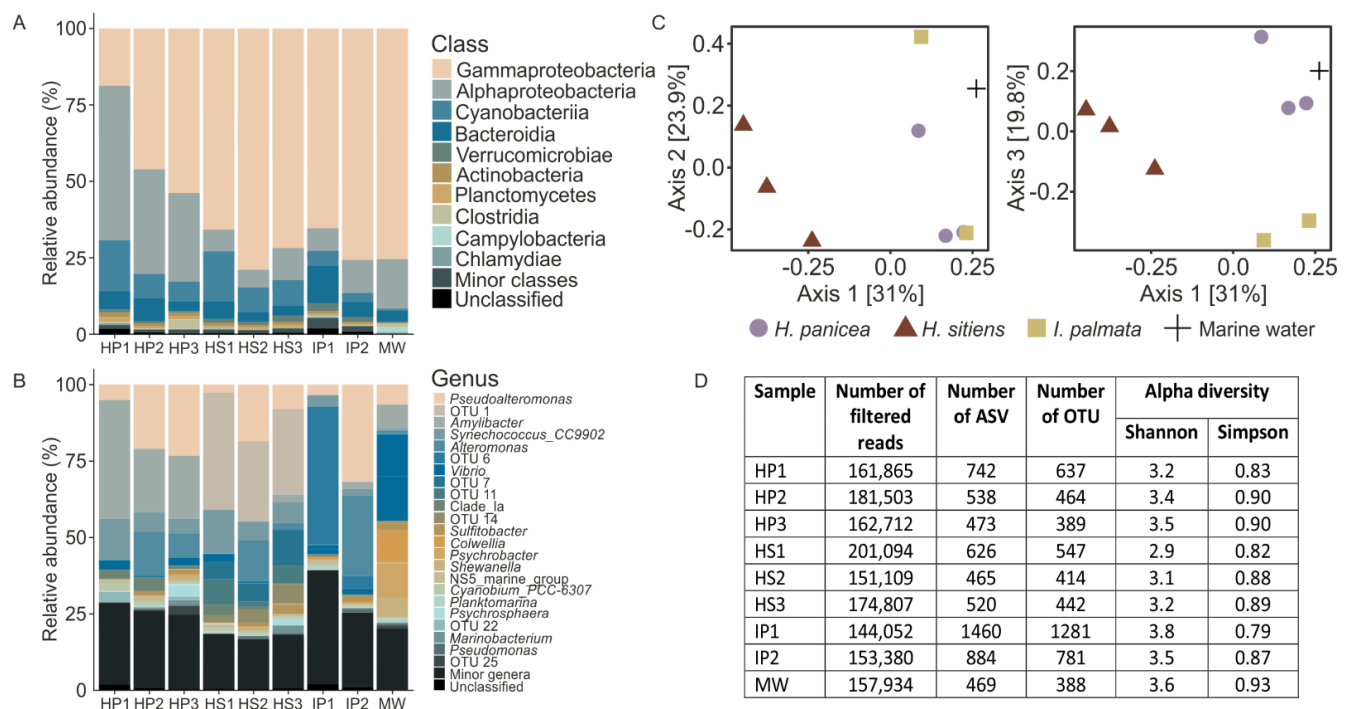 A
100
75
50
25
0
Relative abundance (%)
HP1 HP2 HP3 HS1 HS2 HS3 IP1 IP2 MW
Class
Gammaproteobacteria
Alphaproteobacteria
Cyanobacteriia
Bacteroidia
Verrucomicrobiae
Actinobacteria
Planctomycetes
Clostridia
Campylobacteria
Chlamydiae
Minor classes
Unclassified
B
100
75
50
25
0
Relative abundance (%)
HP1 HP2 HP3 HS1 HS2 HS3 IP1 IP2 MW
Genus
Pseudoalteromonas
OTU 1
Amylibacter
Synechococcus_CC9902
Alteromonas
OTU 6
Vibrio
OTU 7
OTU 11
Clade_Ia
OTU 14
Sulfitobacter
Colwellia
Psychrobacter
Shewanella
NS5_marine_group
Cyanobium_PCC-6307
Planktomarina
Psychrosphaera
OTU 22
Marinobacterium
Pseudomonas
OTU 25
Minor genera
Unclassified
C
0.4
0.2
0.0
-0.2
Axis 2 [23.9%]
-0.25 0.0 0.25
Axis 1 [31%]
0.2
0.0
-0.2
Axis 3 [19.8%]
-0.25 0.0 0.25
Axis 1 [31%]
H. panicea H. sitiens I. palmata Marine water
D
Sample Number of filtered reads Number of ASV Number of OTU Alpha diversity
Shannon Simpson
HP1 161,865 742 637 3.2 0.83
HP2 181,503 538 464 3.4 0.90
HP3 162,712 473 389 3.5 0.90
HS1 201,094 626 547 2.9 0.82
HS2 151,109 465 414 3.1 0.88
HS3 174,807 520 442 3.2 0.89
IP1 144,052 1460 1281 3.8 0.79
IP2 153,380 884 781 3.5 0.87
MW 157,934 469 388 3.6 0.93